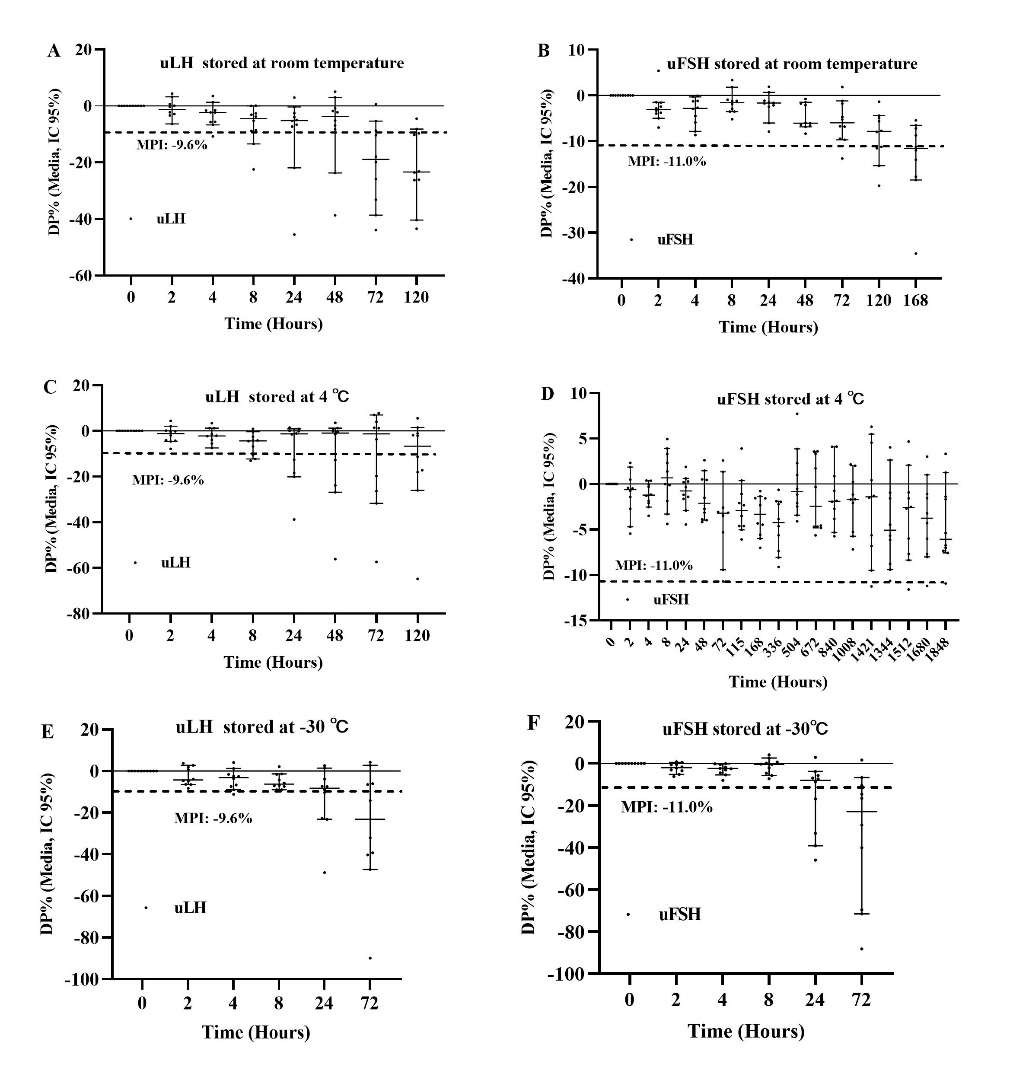 A
uLH stored at room temperature
DP% (Media, IC 95%)
20
0
-20
-40
-60
MPI: -9.6%
uLH
0 2 4 8 24 48 72 120
Time (Hours)
B
uFSH stored at room temperature
DP% (Media, IC 95%)
10
0
-10
-20
-30
-40
MPI: -11.0%
uFSH
0 2 4 8 24 48 72 120 168
Time (Hours)
C
uLH stored at 4 ℃
DP% (Media, IC 95%)
20
0
-20
-40
-60
-80
MPI: -9.6%
uLH
0 2 4 8 24 48 72 120
Time (Hours)
D
uFSH stored at 4 ℃
DP% (Media, IC 95%)
10
5
0
-5
-10
-15
MPI: -11.0%
uFSH
0 2 4 8 24 48 72 115 168 336 504 672 840 1008 1421 1344 1512 1680 1848
Time (Hours)
E
uLH stored at -30 ℃
DP% (Media, IC 95%)
20
0
-20
-40
-60
-80
-100
MPI: -9.6%
uLH
0 2 4 8 24 72
Time (Hours)
F
uFSH stored at -30℃
DP% (Media, IC 95%)
20
0
-20
-40
-60
-80
-100
MPI: -11.0%
uFSH
0 2 4 8 24 72
Time (Hours)